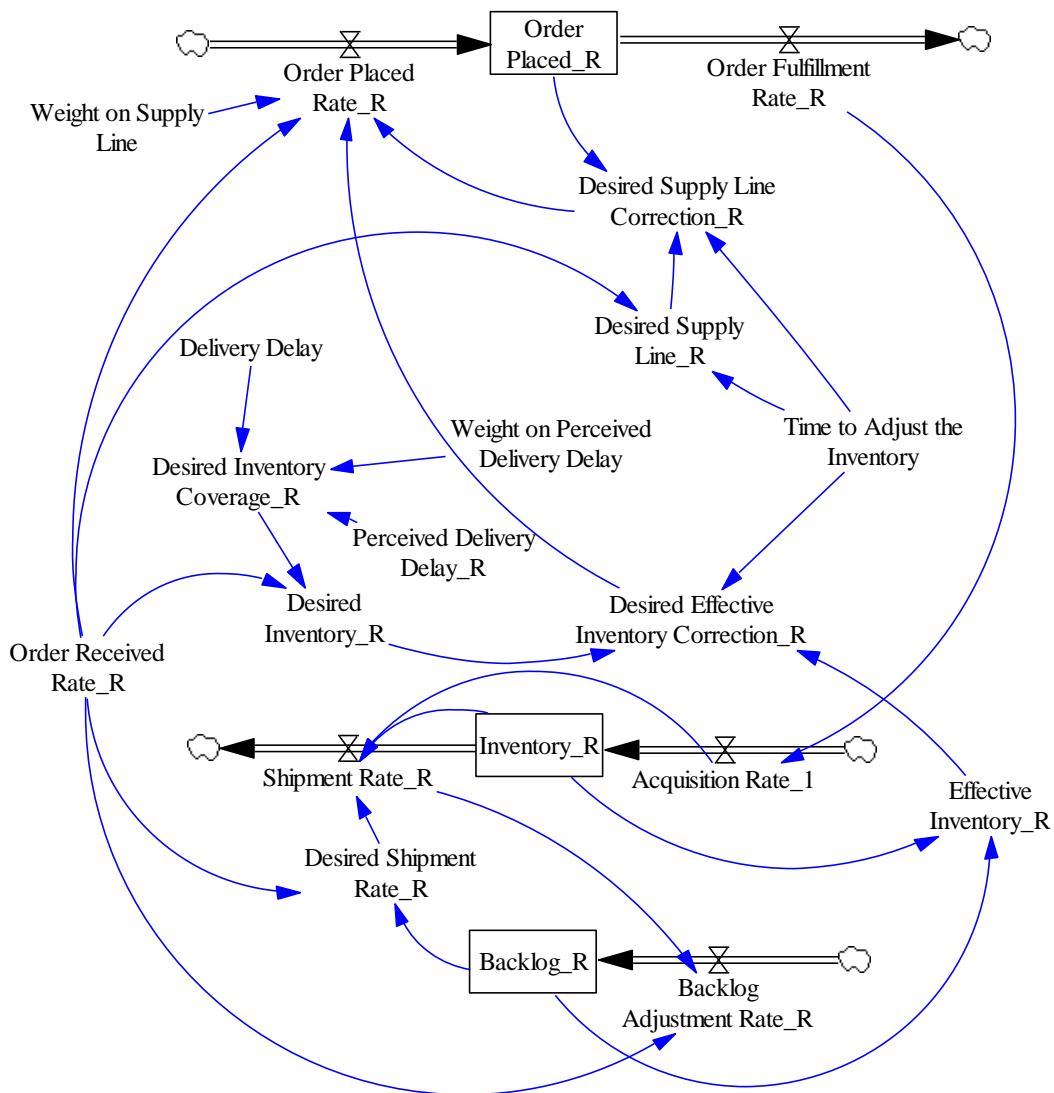 Order
Placed_R
Order Placed
Rate_R
Order Fulfillment
Rate_R
Weight on Supply
Line
Desired Supply Line
Correction_R
Desired Supply
Line_R
Delivery Delay
Weight on Perceived
Delivery Delay
Time to Adjust the
Inventory
Desired Inventory
Coverage_R
Perceived Delivery
Delay_R
Desired
Inventory_R
Desired Effective
Inventory Correction_R
Order Received
Rate_R
Inventory_R
Shipment Rate_R
Acquisition Rate_1
Effective
Inventory_R
Desired Shipment
Rate_R
Backlog_R
Backlog
Adjustment Rate_R